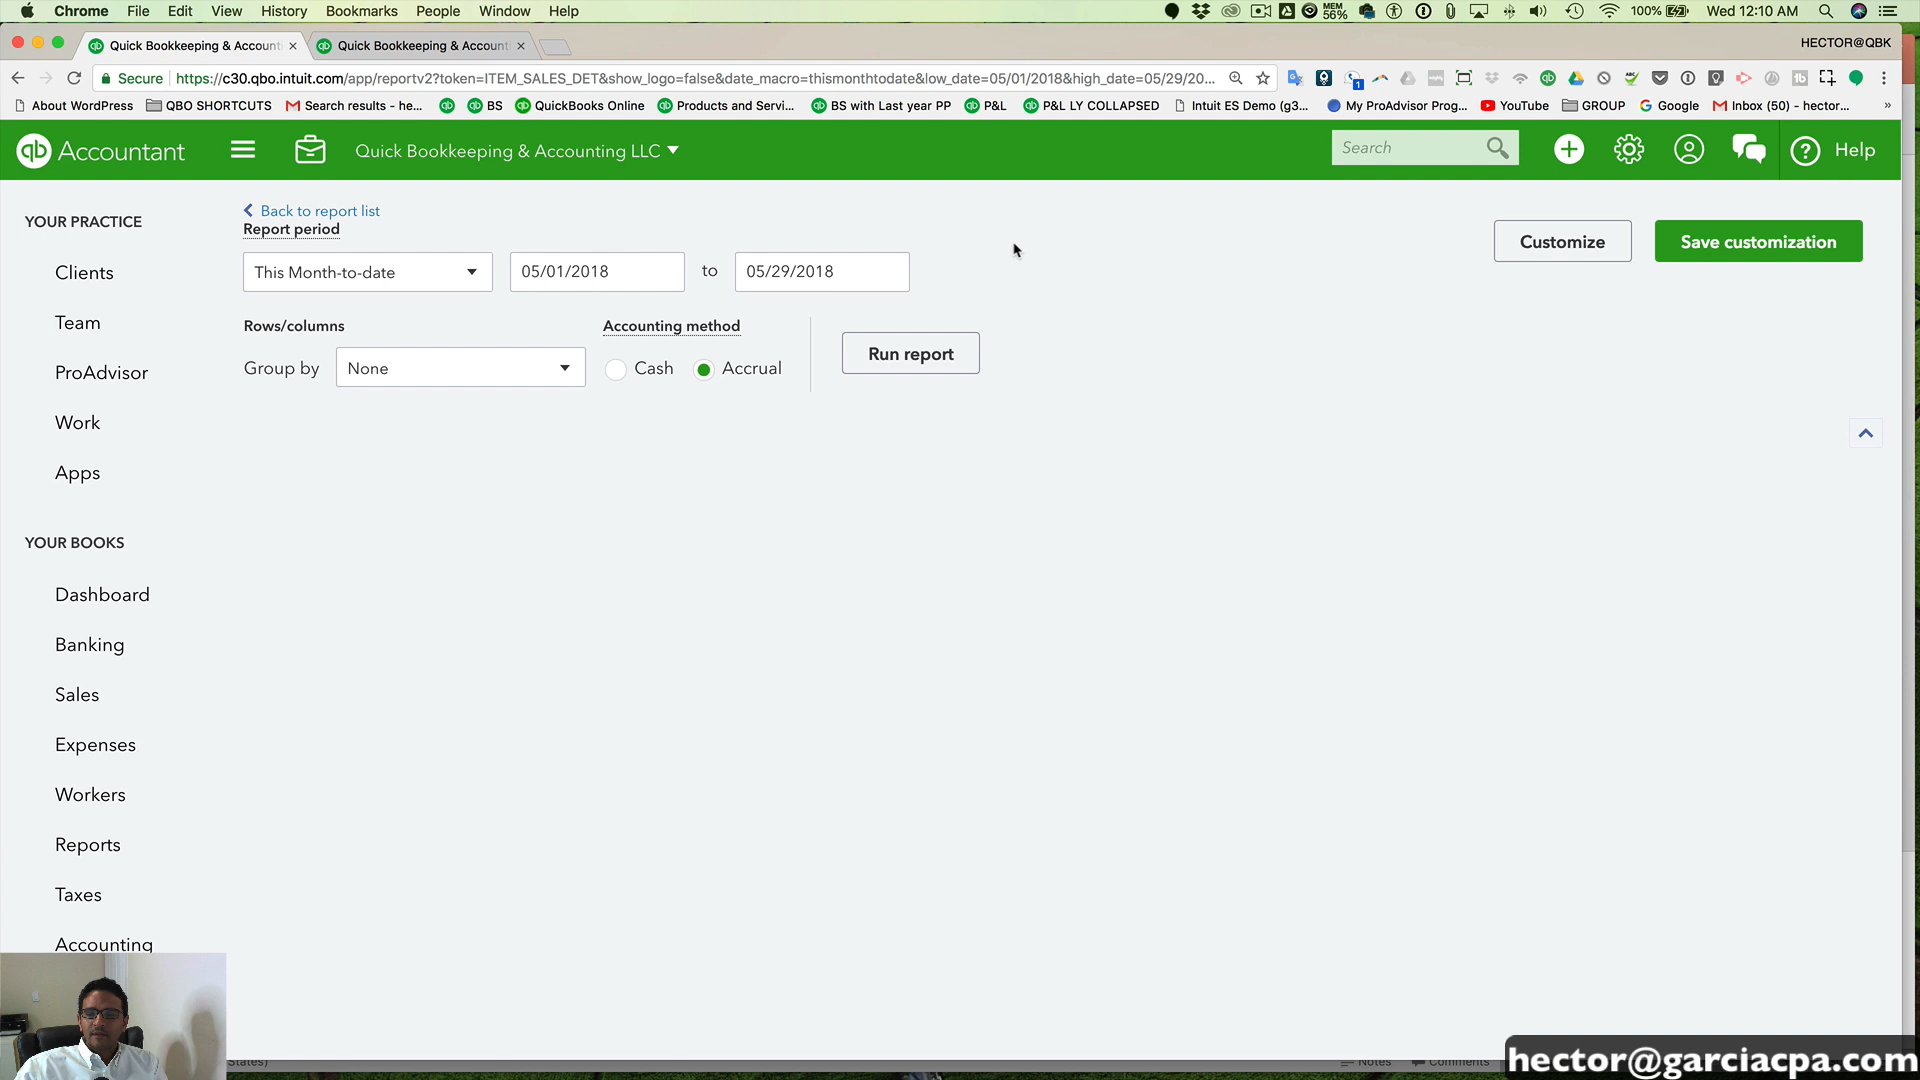 Chrome File Edit View History Bookmarks People Window Help
MEM 56%
100%
Wed 12:10 AM
Quick Bookkeeping & Account
Quick Bookkeeping & Account
HECTOR@QBK
Secure
https://c30.qbo.intuit.com/app/reportv2?token=ITEM_SALES_DET&show_logo=false&date_macro=thismonthtodate&low_date=05/01/2018&high_date=05/29/20...
About WordPress
QBO SHORTCUTS
Search results - he...
BS
QuickBooks Online
Products and Servi...
BS with Last year PP
P&L
P&L LY COLLAPSED
Intuit ES Demo (g3...
My ProAdvisor Prog...
YouTube
GROUP
Google
Inbox (50) - hector...
»
qb Accountant
Quick Bookkeeping & Accounting LLC
Search
Help
YOUR PRACTICE
Clients
Team
ProAdvisor
Work
Apps
YOUR BOOKS
Dashboard
Banking
Sales
Expenses
Workers
Reports
Taxes
Accounting
Back to report list
Report period
This Month-to-date
05/01/2018
to
05/29/2018
Customize
Save customization
Rows/columns
Accounting method
Group by
None
Cash
Accrual
Run report
States)
Notes
Comments
hector@garciacpa.com